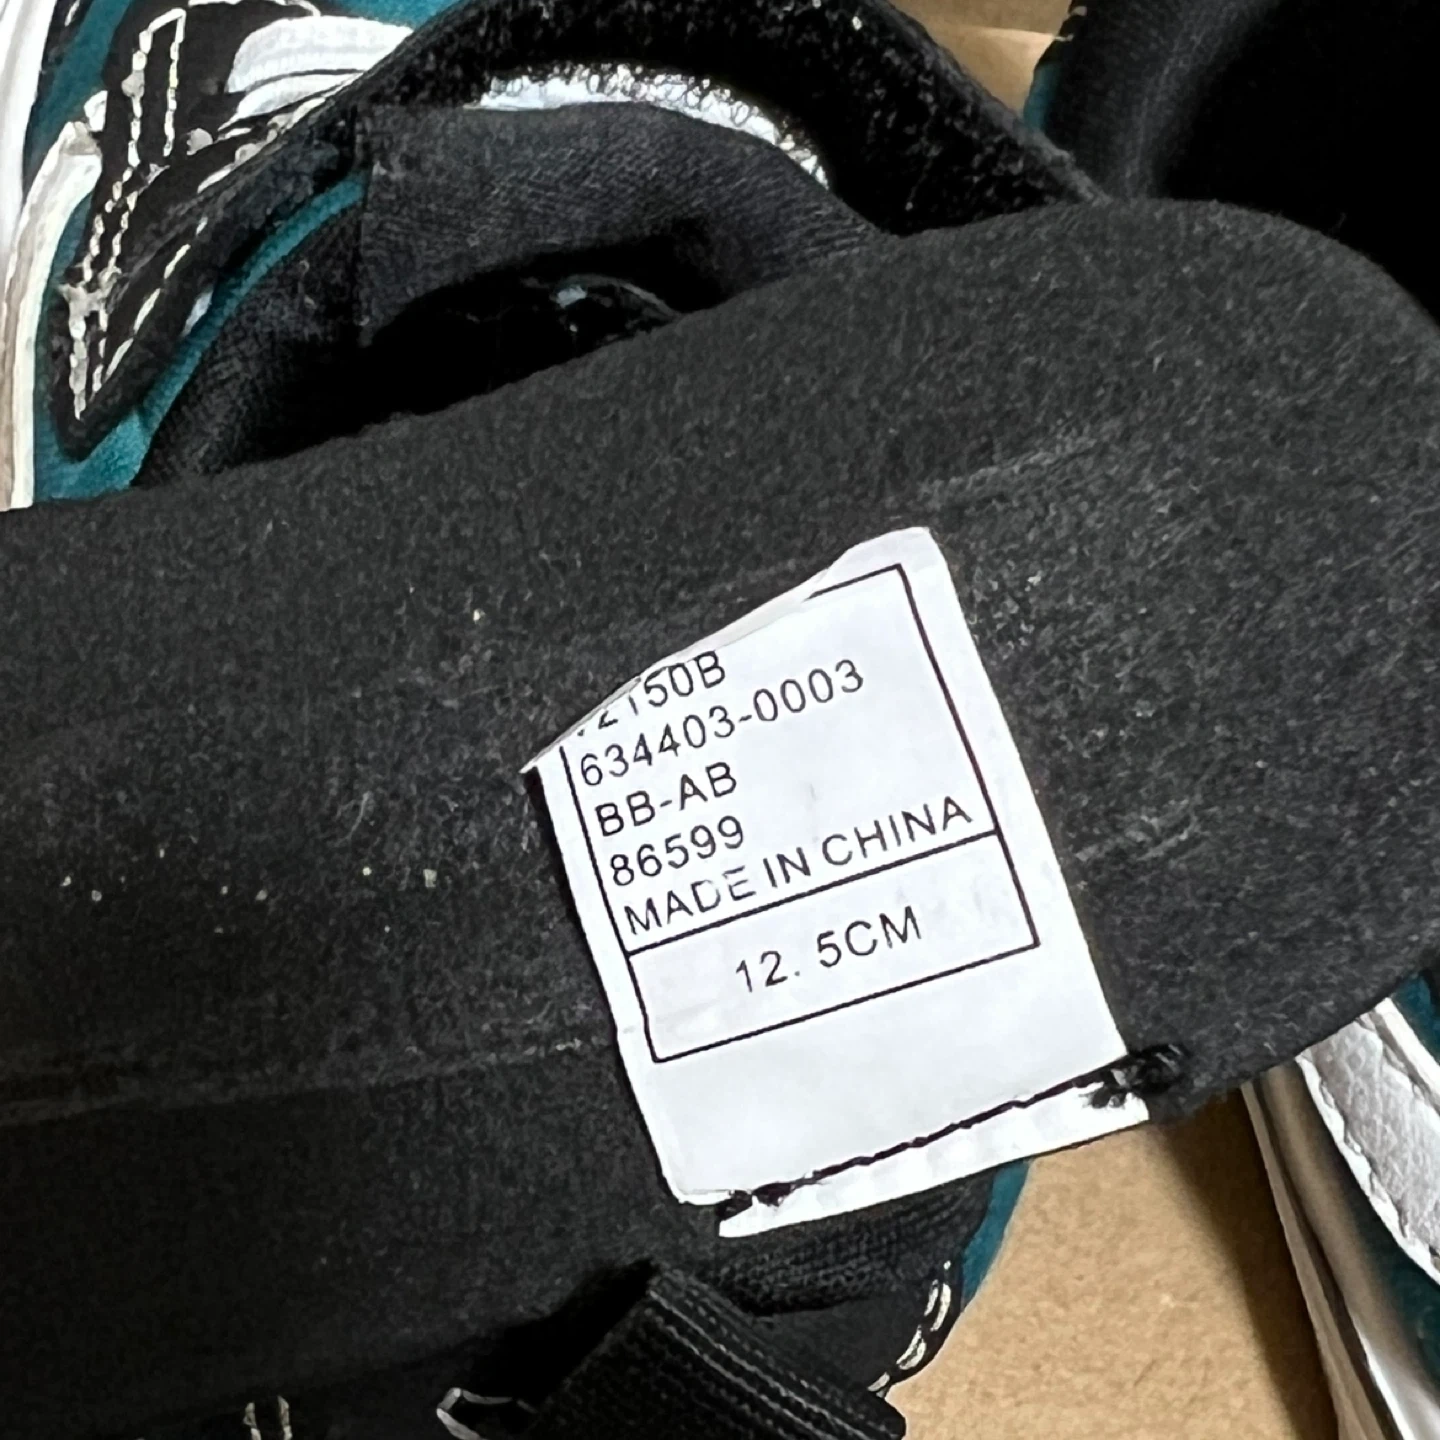 634403-0003
BB-AB
86599
MADE IN CHINA
12. 5CM